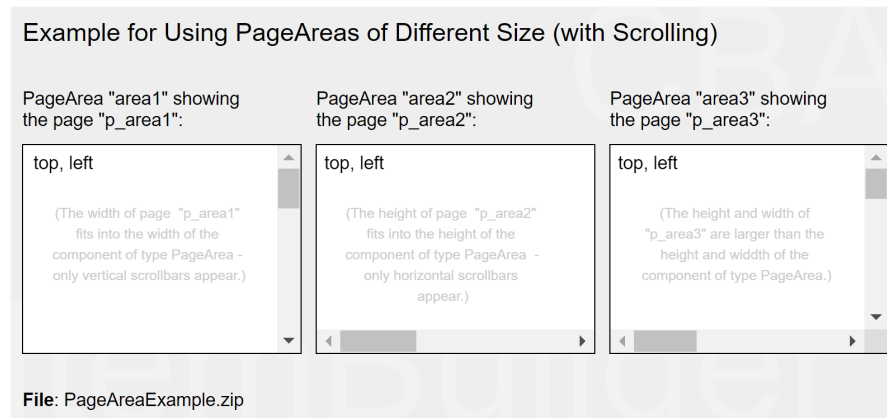 Example for Using PageAreas of Different Size (with Scrolling)
PageArea "area1" showing
the page "p_area1":
top, left
(The width of page "p_area1"
fits into the width of the
component of type PageArea -
only vertical scrollbars appear.)
PageArea "area2" showing
the page "p_area2":
top, left
(The height of page "p_area2"
fits into the height of the
component of type PageArea -
only horizontal scrollbars
appear.)
PageArea "area3" showing
the page "p_area3":
top, left
(The height and width of
"p_area3" are larger than the
height and widdth of the
component of type PageArea.)
File: PageAreaExample.zip
CBA
ItemBuilder